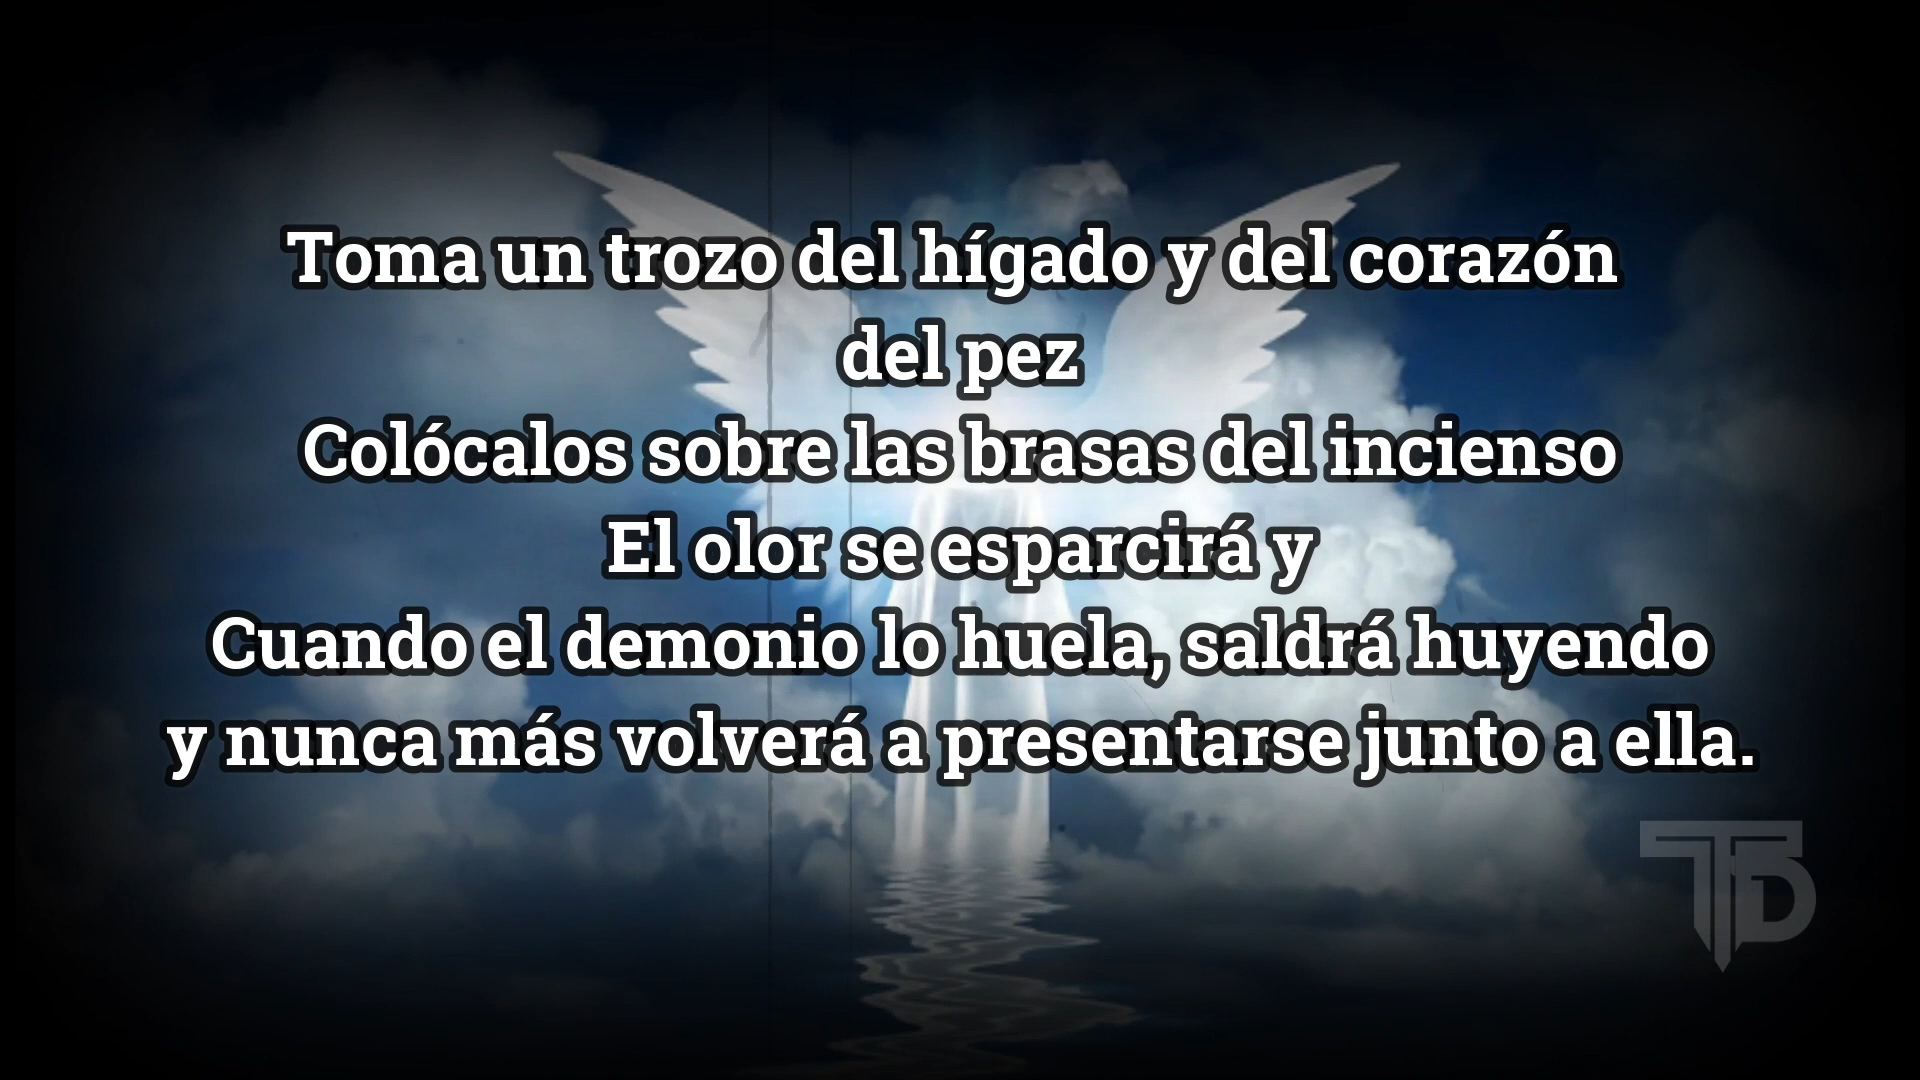 Toma un trozo del hígado y del corazón
del pez
Colócalos sobre las brasas del incienso
El olor se esparcirá y
Cuando el demonio lo huela, saldrá huyendo
y nunca más volverá a presentarse junto a ella.